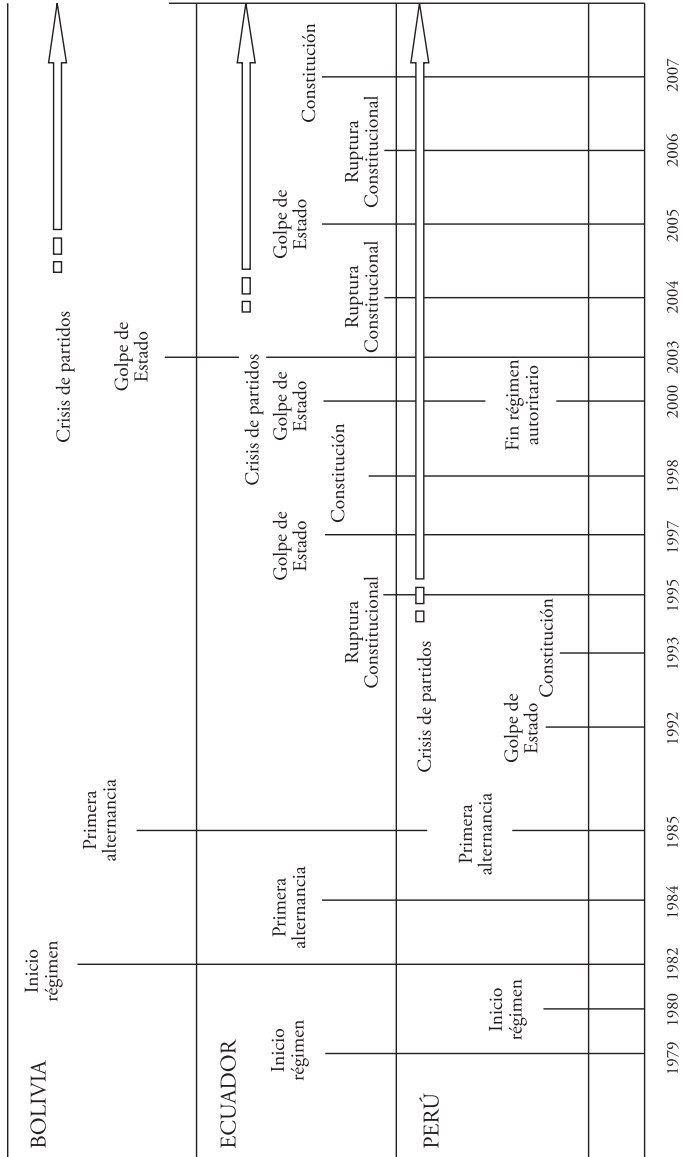 BOLIVIA
Inicio
régimen
Primera
alternancia
Golpe de
Estado
Crisis de partidos
ECUADOR
Inicio
régimen
Primera
alternancia
Ruptura
Constitucional
Golpe de
Estado
Constitución
Golpe de
Estado
Crisis de partidos
Ruptura
Constitucional
Golpe de
Estado
Ruptura
Constitucional
Constitución
PERÚ
Inicio
régimen
Primera
alternancia
Crisis de partidos
Golpe de
Estado
Constitución
Fin régimen
autoritario
1979 1980 1982 1984 1985 1992 1993 1995 1997 1998 2000 2003 2004 2005 2006 2007